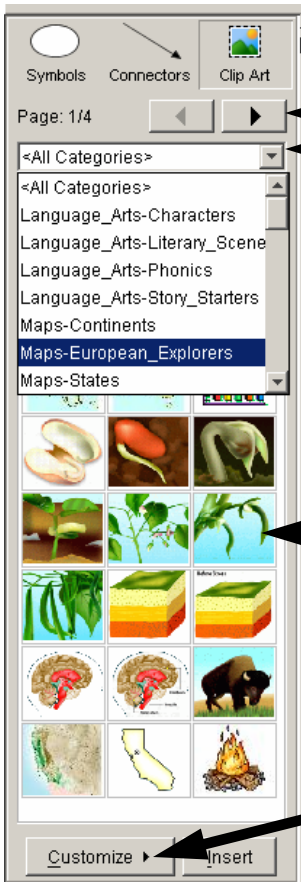 Symbols Connectors Clip Art
Page: 1/4
<All Categories>
<All Categories>
Language_Arts-Characters
Language_Arts-Literary_Scene
Language_Arts-Phonics
Language_Arts-Story_Starters
Maps-Continents
Maps-European_Explorers
Maps-States
Customize Insert